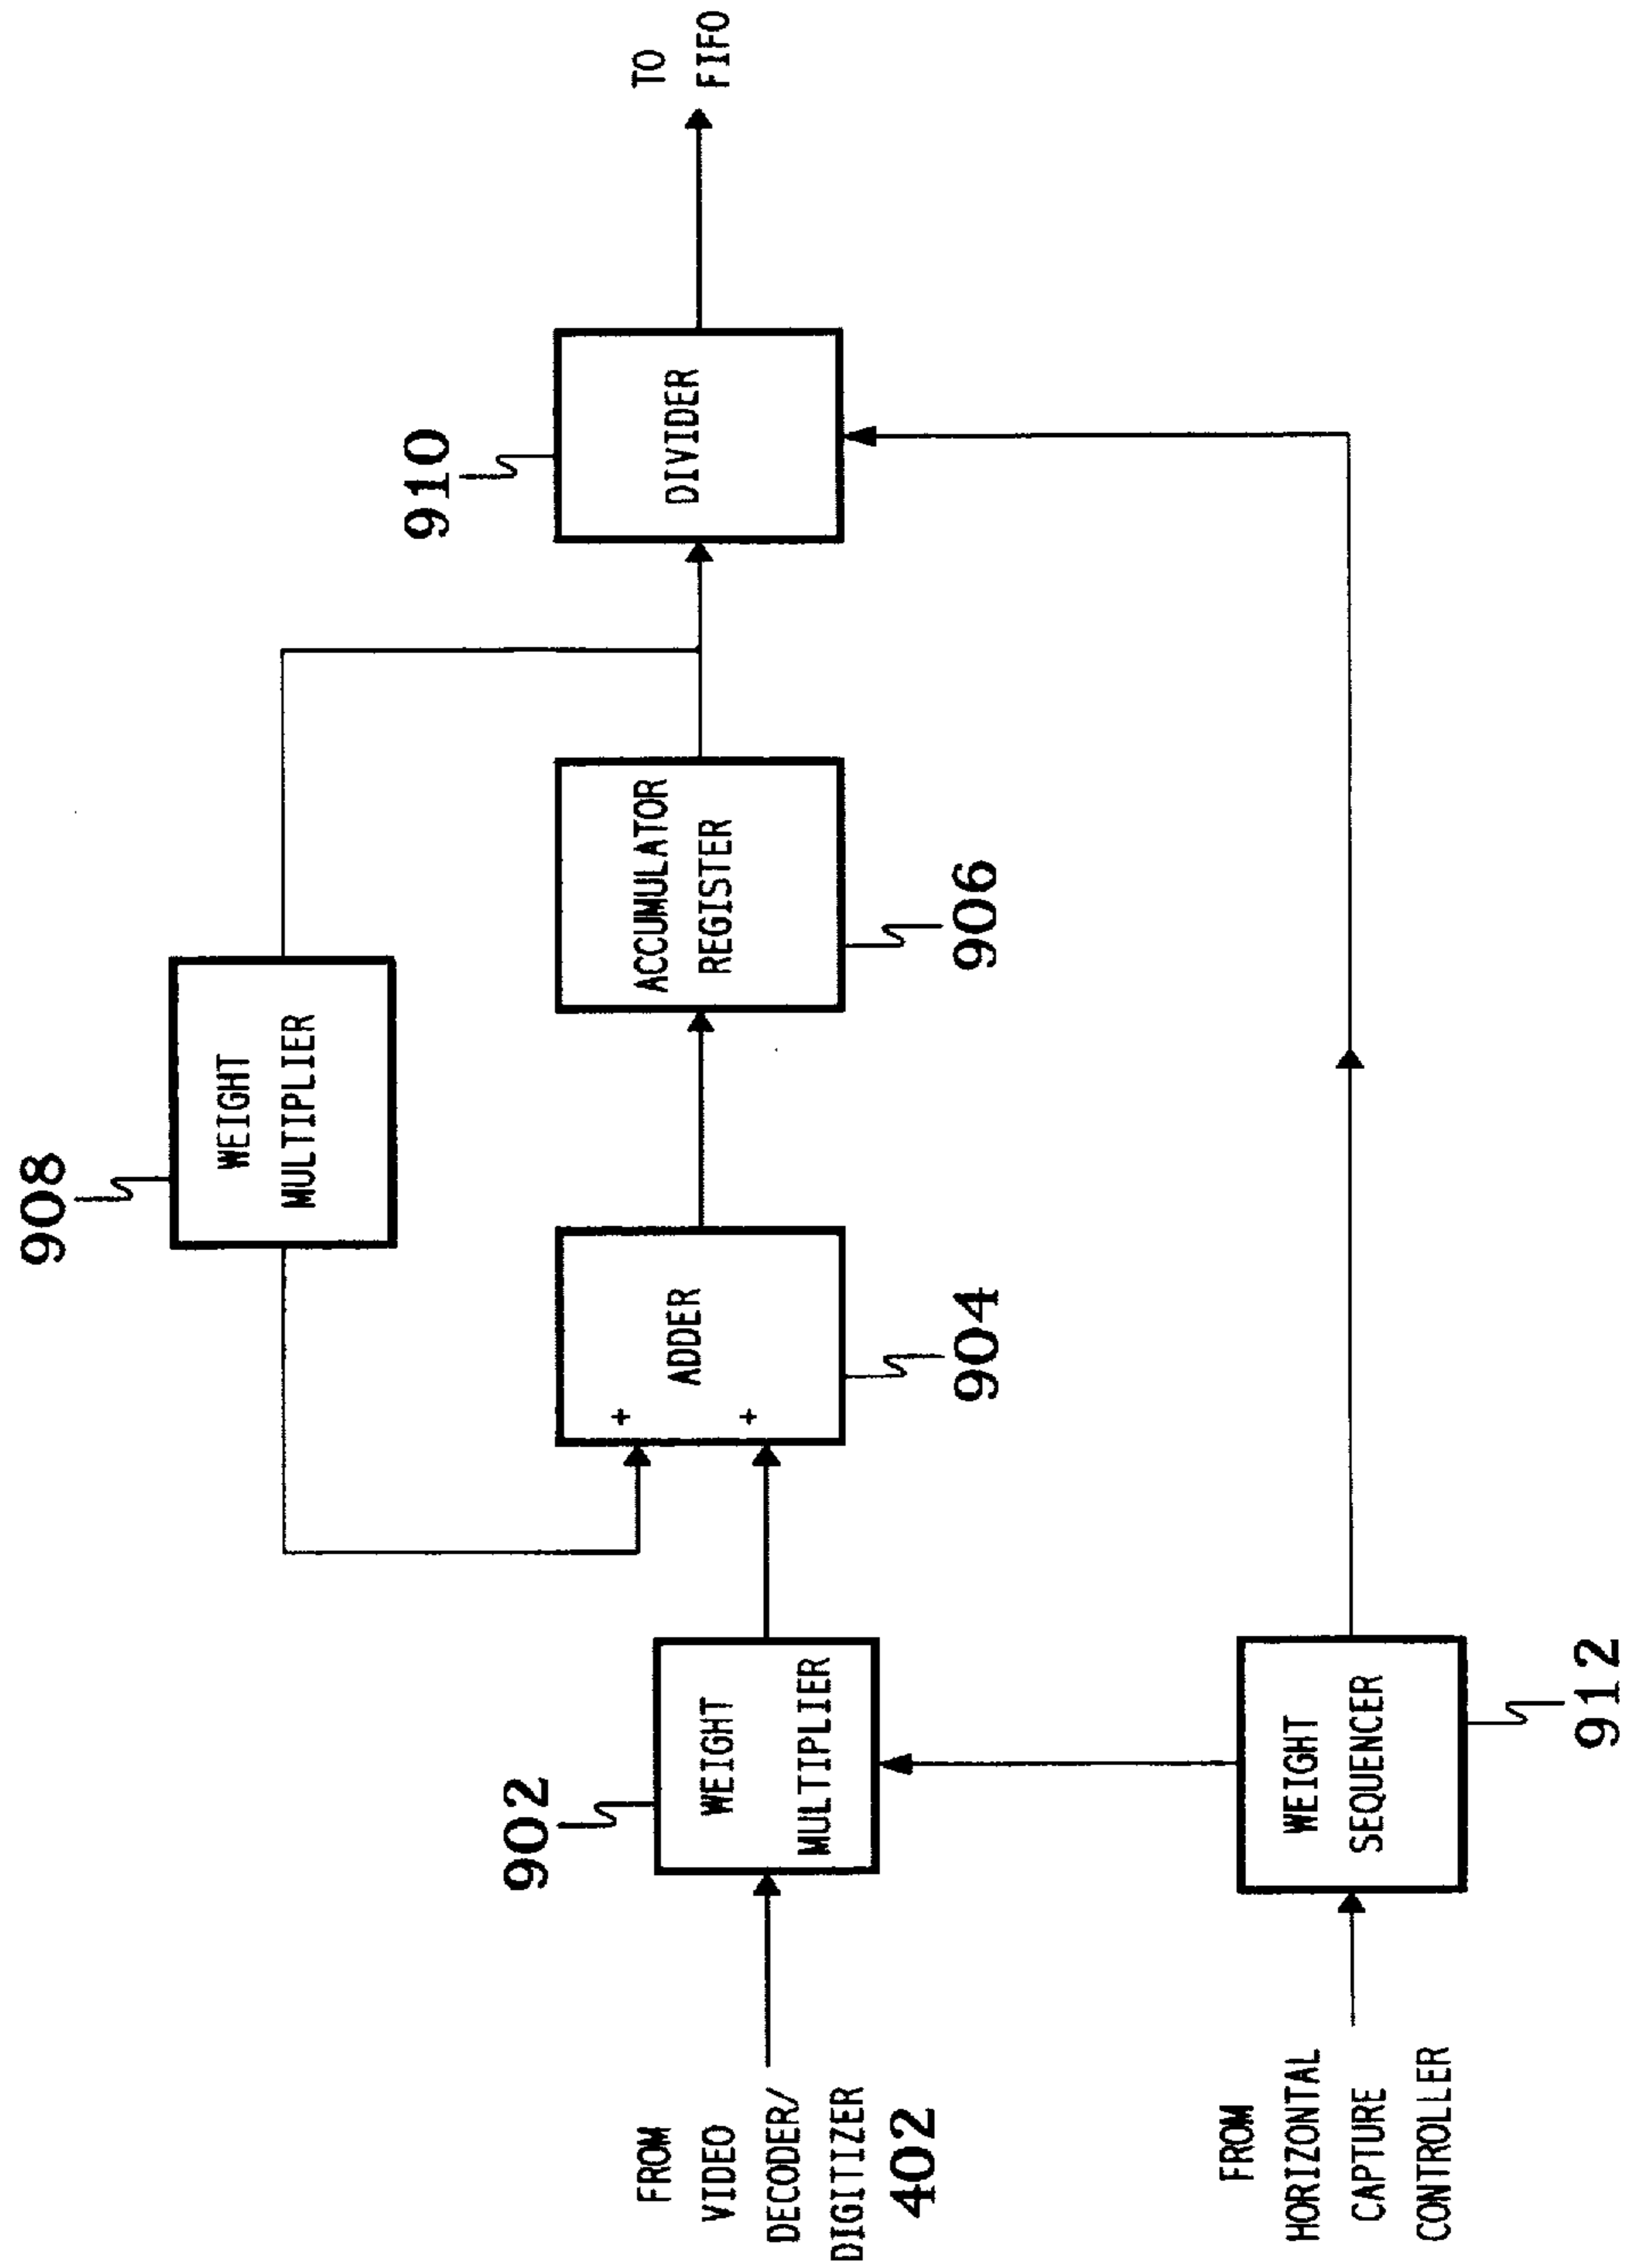 908
WEIGHT
MULTIPLIER
910
902
FROM
VIDEO
DECODER/
DIGITIZER
402
WEIGHT
MULTIPLIER
+
+
ADDER
904
ACCUMULATOR
REGISTER
906
DIVIDER
TO
FIFO
FROM
HORIZONTAL
CAPTURE
CONTROLLER
WEIGHT
SEQUENCER
912